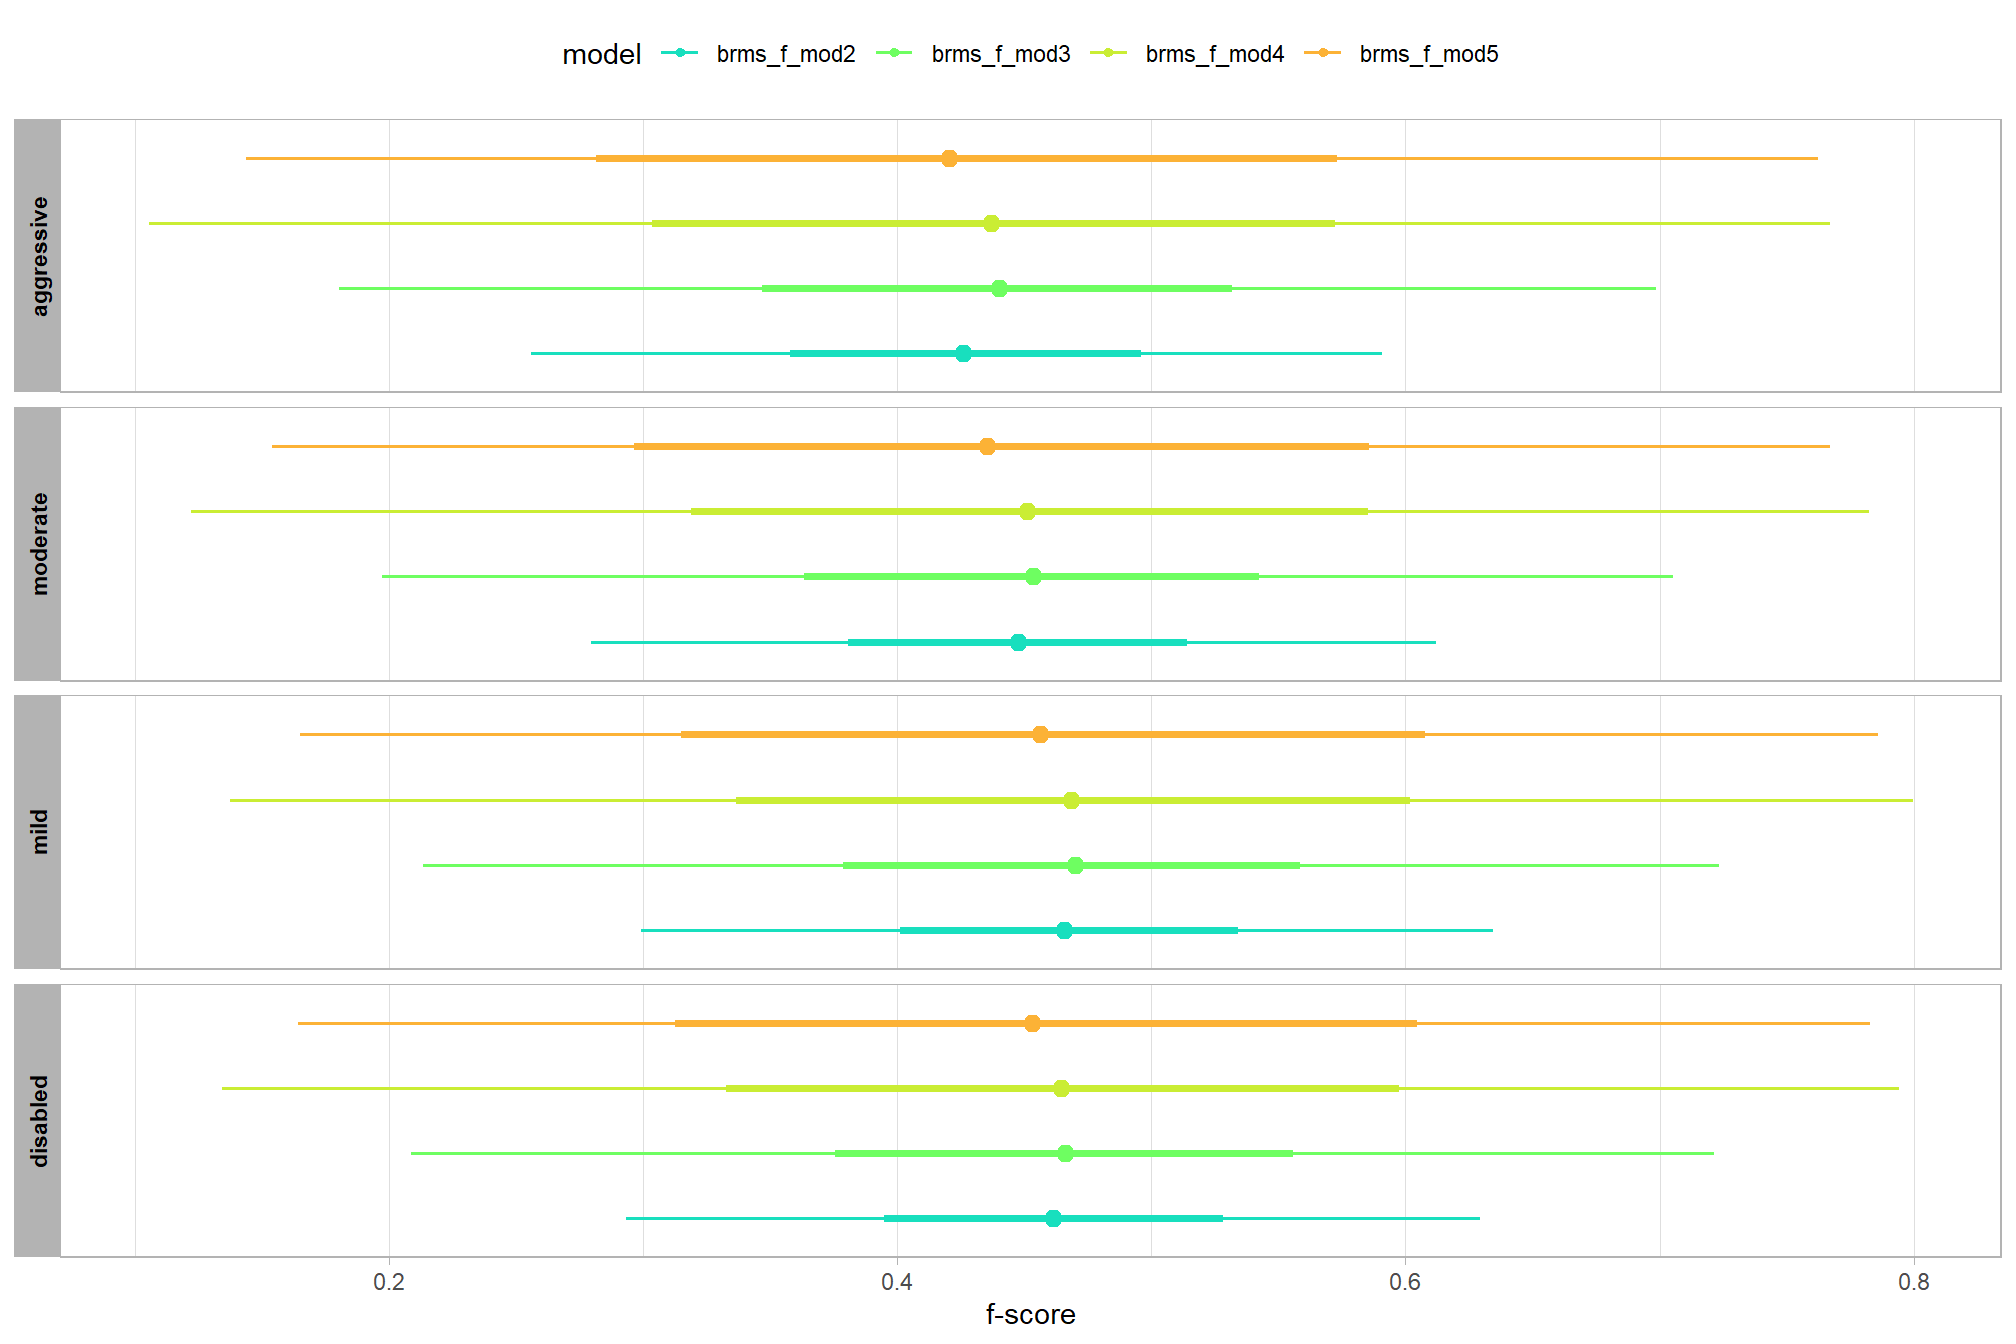 model brms_f_mod2 brms_f_mod3 brms_f_mod4 brms_f_mod5
aggressive
moderate
mild
disabled
0.2 0.4 0.6 0.8
f-score